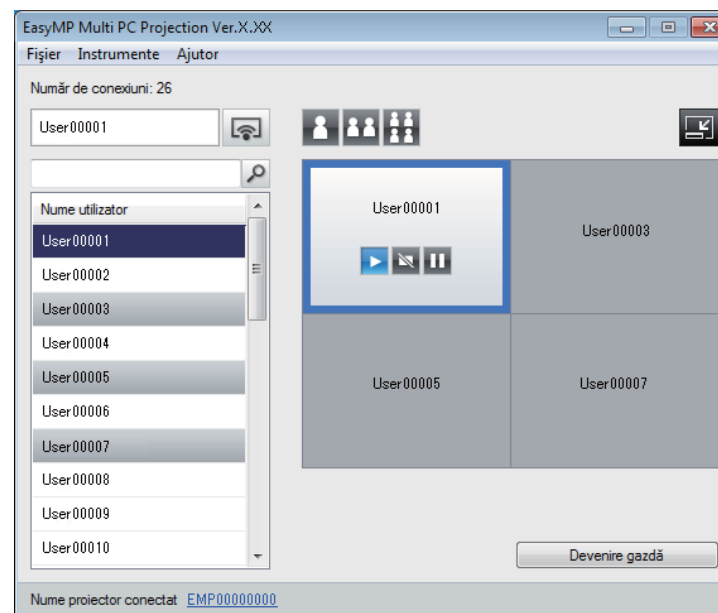 EasyMP Multi PC Projection Ver.X.XX
Fişier Instrumente Ajutor
Număr de conexiuni: 26
User00001
Nume utilizator
User00001
User00002
User00003
User00004
User00005
User00006
User00007
User00008
User00009
User00010
User00001
User00003
User00005
User00007
Devenire gazdă
Nume proiector conectat EMP00000000